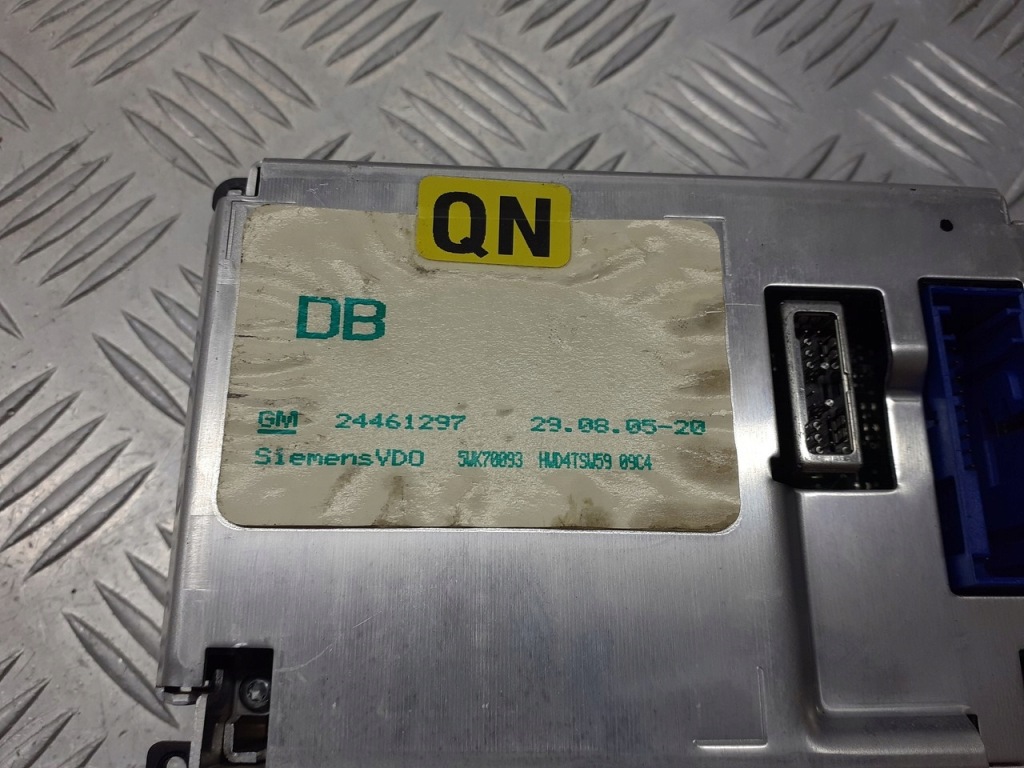 QN
DB
GM 24461297 29.08.05-20
SiemensVDO 5WK70093 HWD4TSW59 09C4